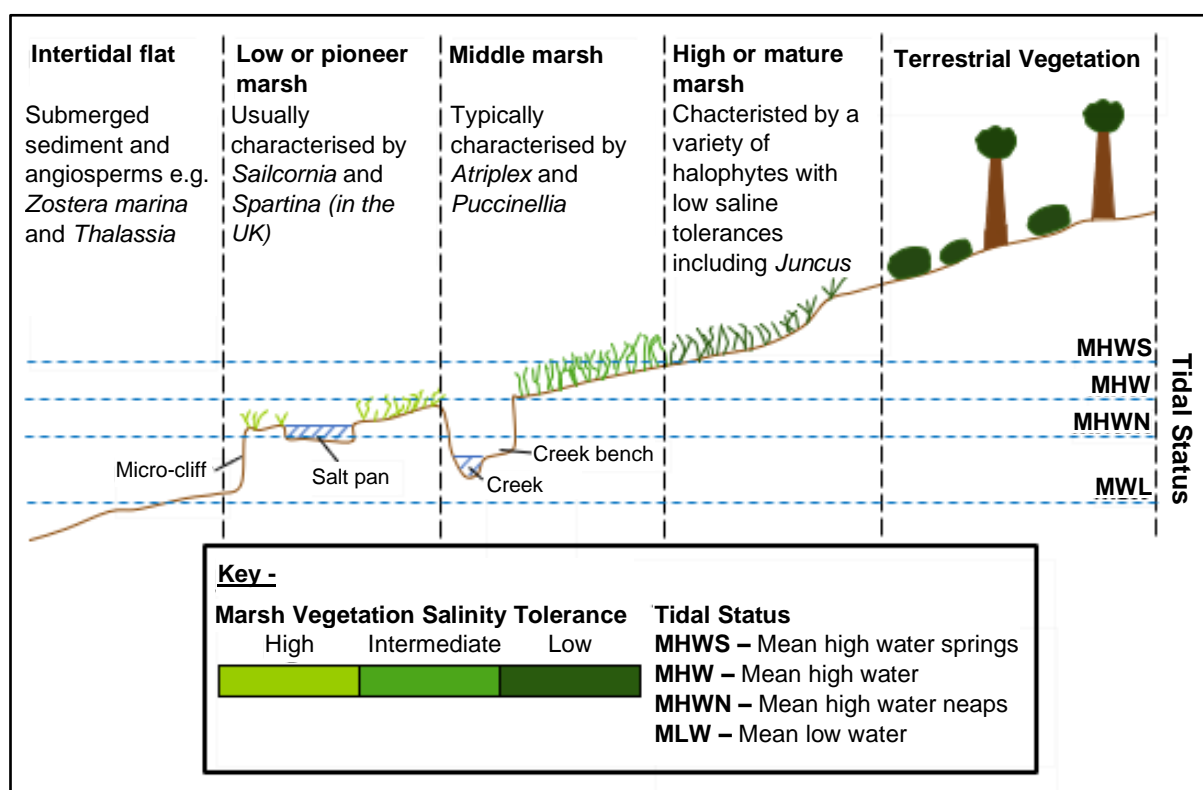 Intertidal flat
Submerged
sediment and
angiosperms e.g.
Zostera marina
and Thalassia
Low or pioneer
marsh
Usually
characterised by
Sailcornia and
Spartina (in the
UK)
Middle marsh
Typically
characterised by
Atriplex and
Puccinellia
High or mature
marsh
Chacteristed by a
variety of
halophytes with
low saline
tolerances
including Juncus
Terrestrial Vegetation
MHWS
MHW
MHWN
MWL
Tidal Status
Micro-cliff
Salt pan
Creek bench
Creek
Key -
Marsh Vegetation Salinity Tolerance
High Intermediate Low
Tidal Status
MHWS – Mean high water springs
MHW – Mean high water
MHWN – Mean high water neaps
MLW – Mean low water